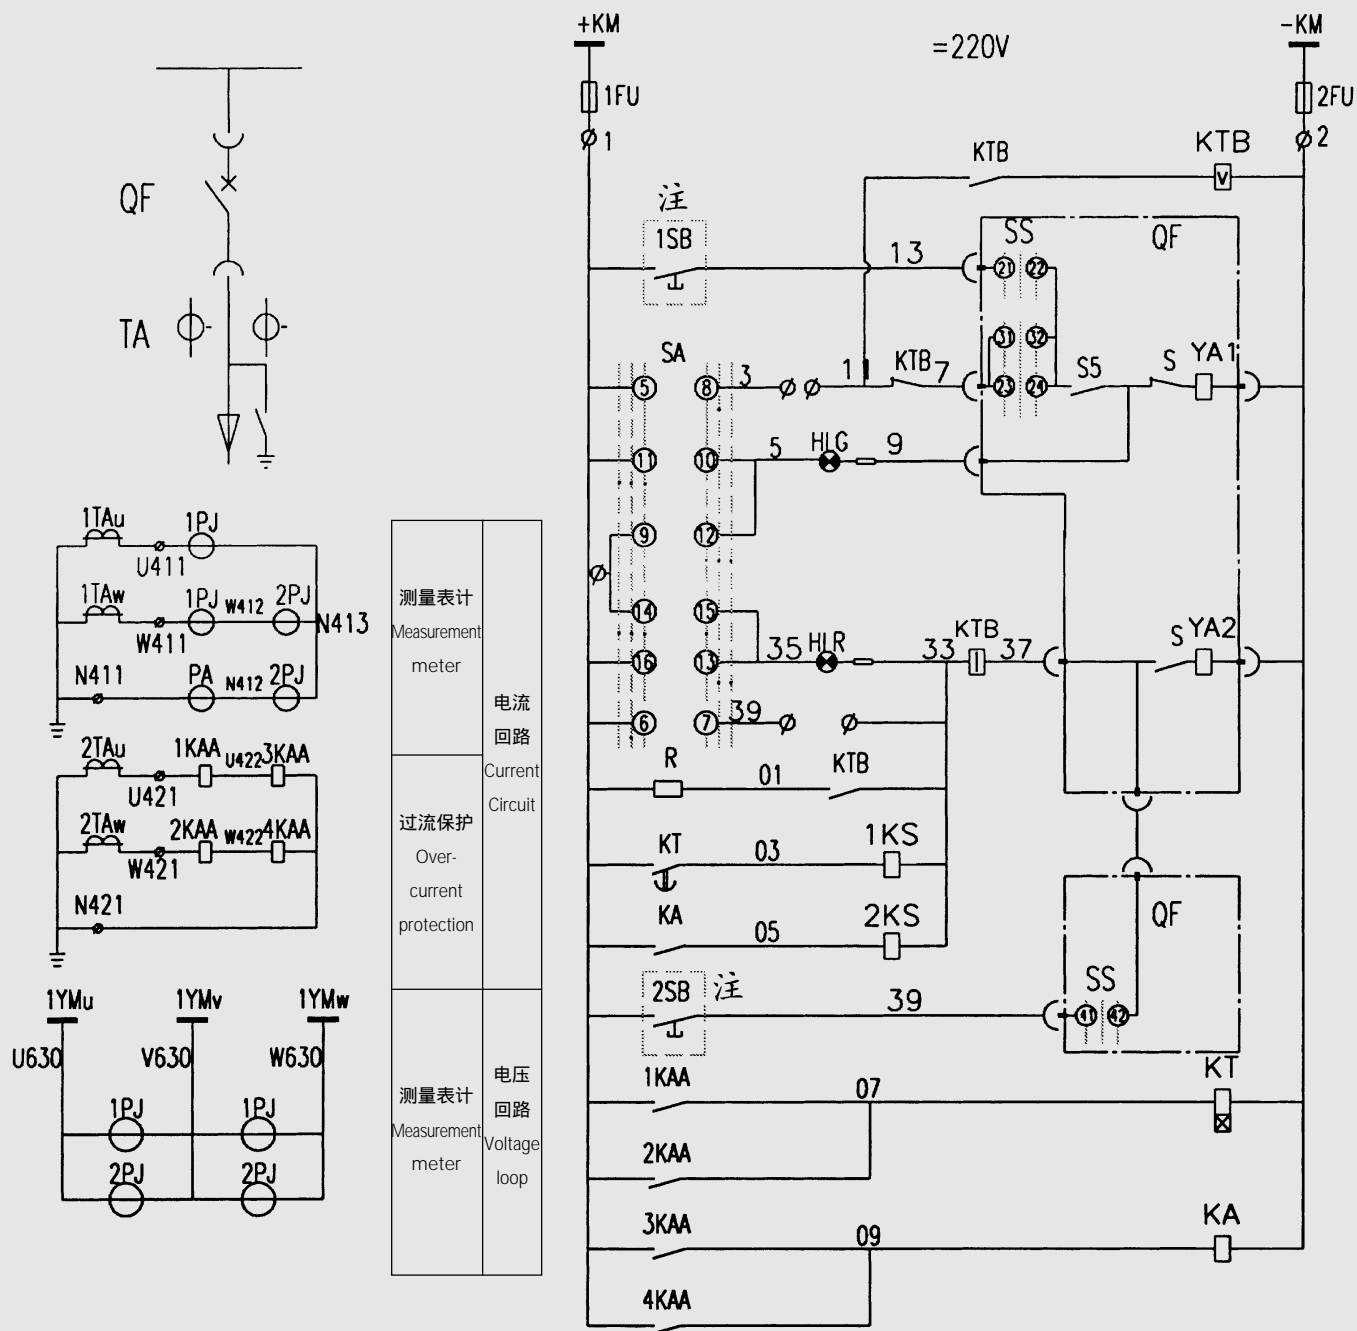 +KM
=220V
-KM
1FU
2FU
1
2
KTB
KTB
QF
注
1SB
13
SS
QF
21
22
TA
31
32
SA
5
8
3
1
KTB
7
23
24
S5
S
YA1
11
10
5
HLG
9
9
12
14
15
16
13
35
HLR
33
KTB
37
S
YA2
6
7
39
R
01
KTB
KT
03
1KS
KA
05
2KS
QF
2SB
注
39
SS
41
42
1KAA
07
KT
2KAA
3KAA
09
KA
4KAA
1TAu
1PJ
U411
1TAw
1PJ
W412
2PJ
N413
W411
N411
PA
N412
2PJ
2TAu
1KAA
U422
3KAA
U421
2TAw
2KAA
W422
4KAA
W421
N421
1YMu
1YMv
1YMw
U630
V630
W630
1PJ
1PJ
2PJ
2PJ
测量表计
Measurement
meter
过流保护
Over-
current
protection
电流
回路
Current
Circuit
测量表计
Measurement
meter
电压
回路
Voltage
loop